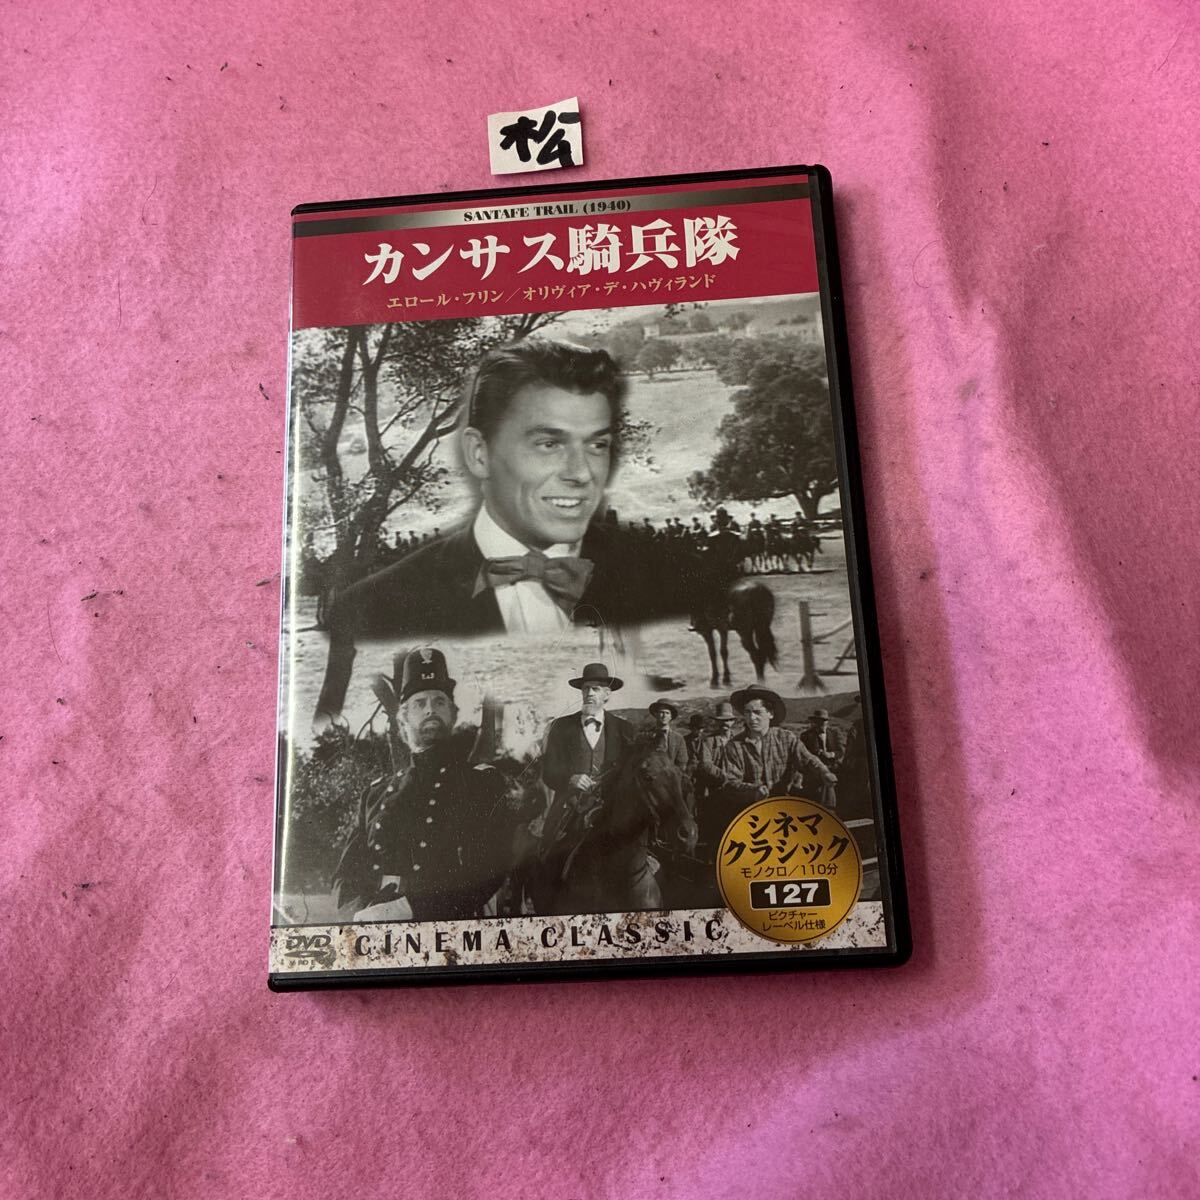 松
SANTAFE TRAIL (1940)
カンサス騎兵隊
エロール・フリン／オリヴィア・デ・ハヴィランド
シネマ
クラシック
モノクロ／110分
127
ピクチャー
レーベル仕様
DVD
VIDEO
CINEMA CLASSIC